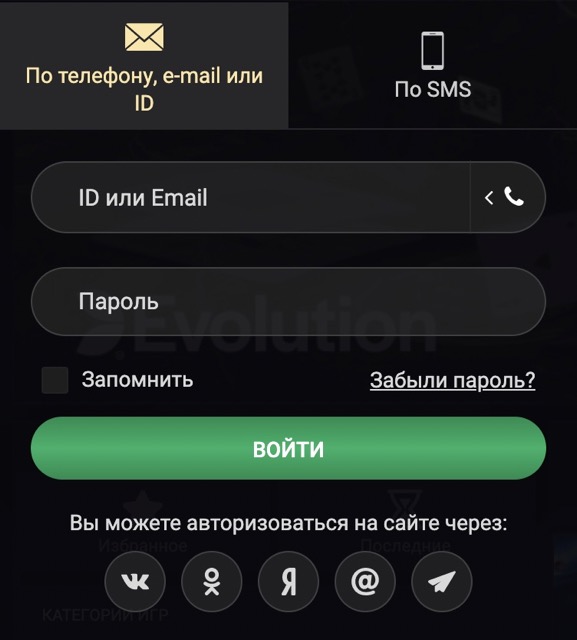 По телефону, e-mail или
ID
По SMS
ID или Email
Пароль
Evolution
Запомнить
Забыли пароль?
ВОЙТИ
Вы можете авторизоваться на сайте через:
Избранное
Последние
Я
@
КАТЕГОРИИ ИГР